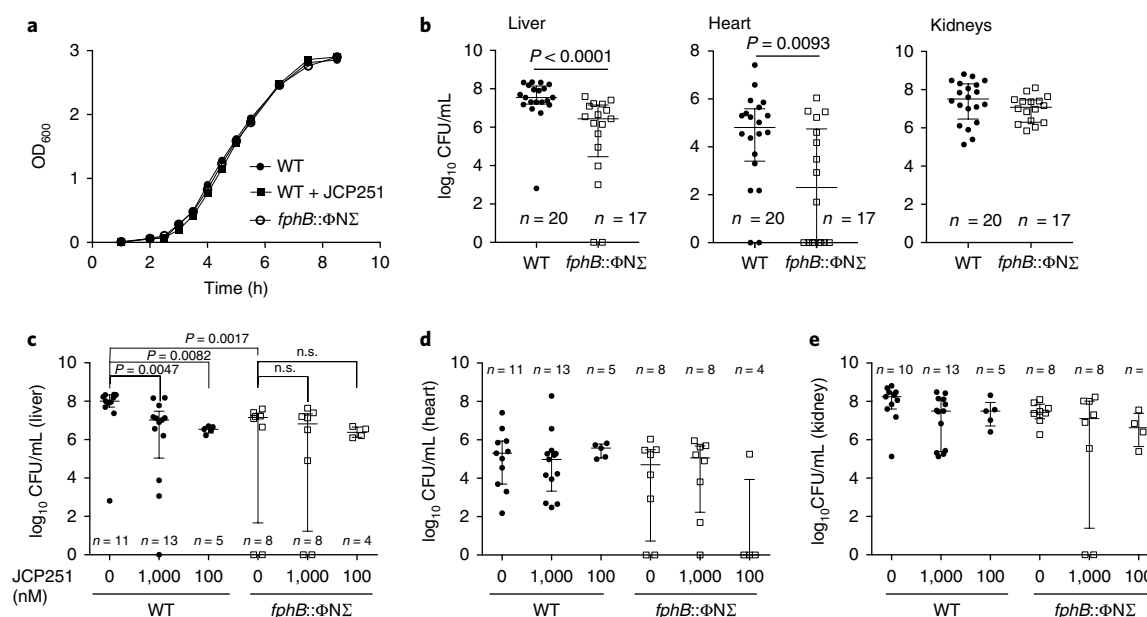 a
3
2
1
0
OD600
0 2 4 6 8 10
Time (h)
WT
WT + JCP251
fphB::ΦNΣ
b
Liver
P < 0.0001
10
8
6
4
2
0
log10 CFU/mL
n = 20 n = 17
WT fphB::ΦNΣ
Heart
P = 0.0093
8
6
4
2
0
n = 20 n = 17
WT fphB::ΦNΣ
Kidneys
10
8
6
4
2
0
n = 20 n = 17
WT fphB::ΦNΣ
c
P = 0.0017
P = 0.0082
P = 0.0047
n.s.
n.s.
10
8
6
4
2
0
log10 CFU/mL (liver)
n = 11 n = 13 n = 5 n = 8 n = 8 n = 4
JCP251
(nM)
0 1,000 100 0 1,000 100
WT fphB::ΦNΣ
d
10
8
6
4
2
0
log10 CFU/mL (heart)
n = 11 n = 13 n = 5 n = 8 n = 8 n = 4
0 1,000 100 0 1,000 100
WT fphB::ΦNΣ
e
10
8
6
4
2
0
log10CFU/mL (kidney)
n = 10 n = 13 n = 5 n = 8 n = 8 n =
0 1,000 100 0 1,000 100
WT fphB::ΦNΣ